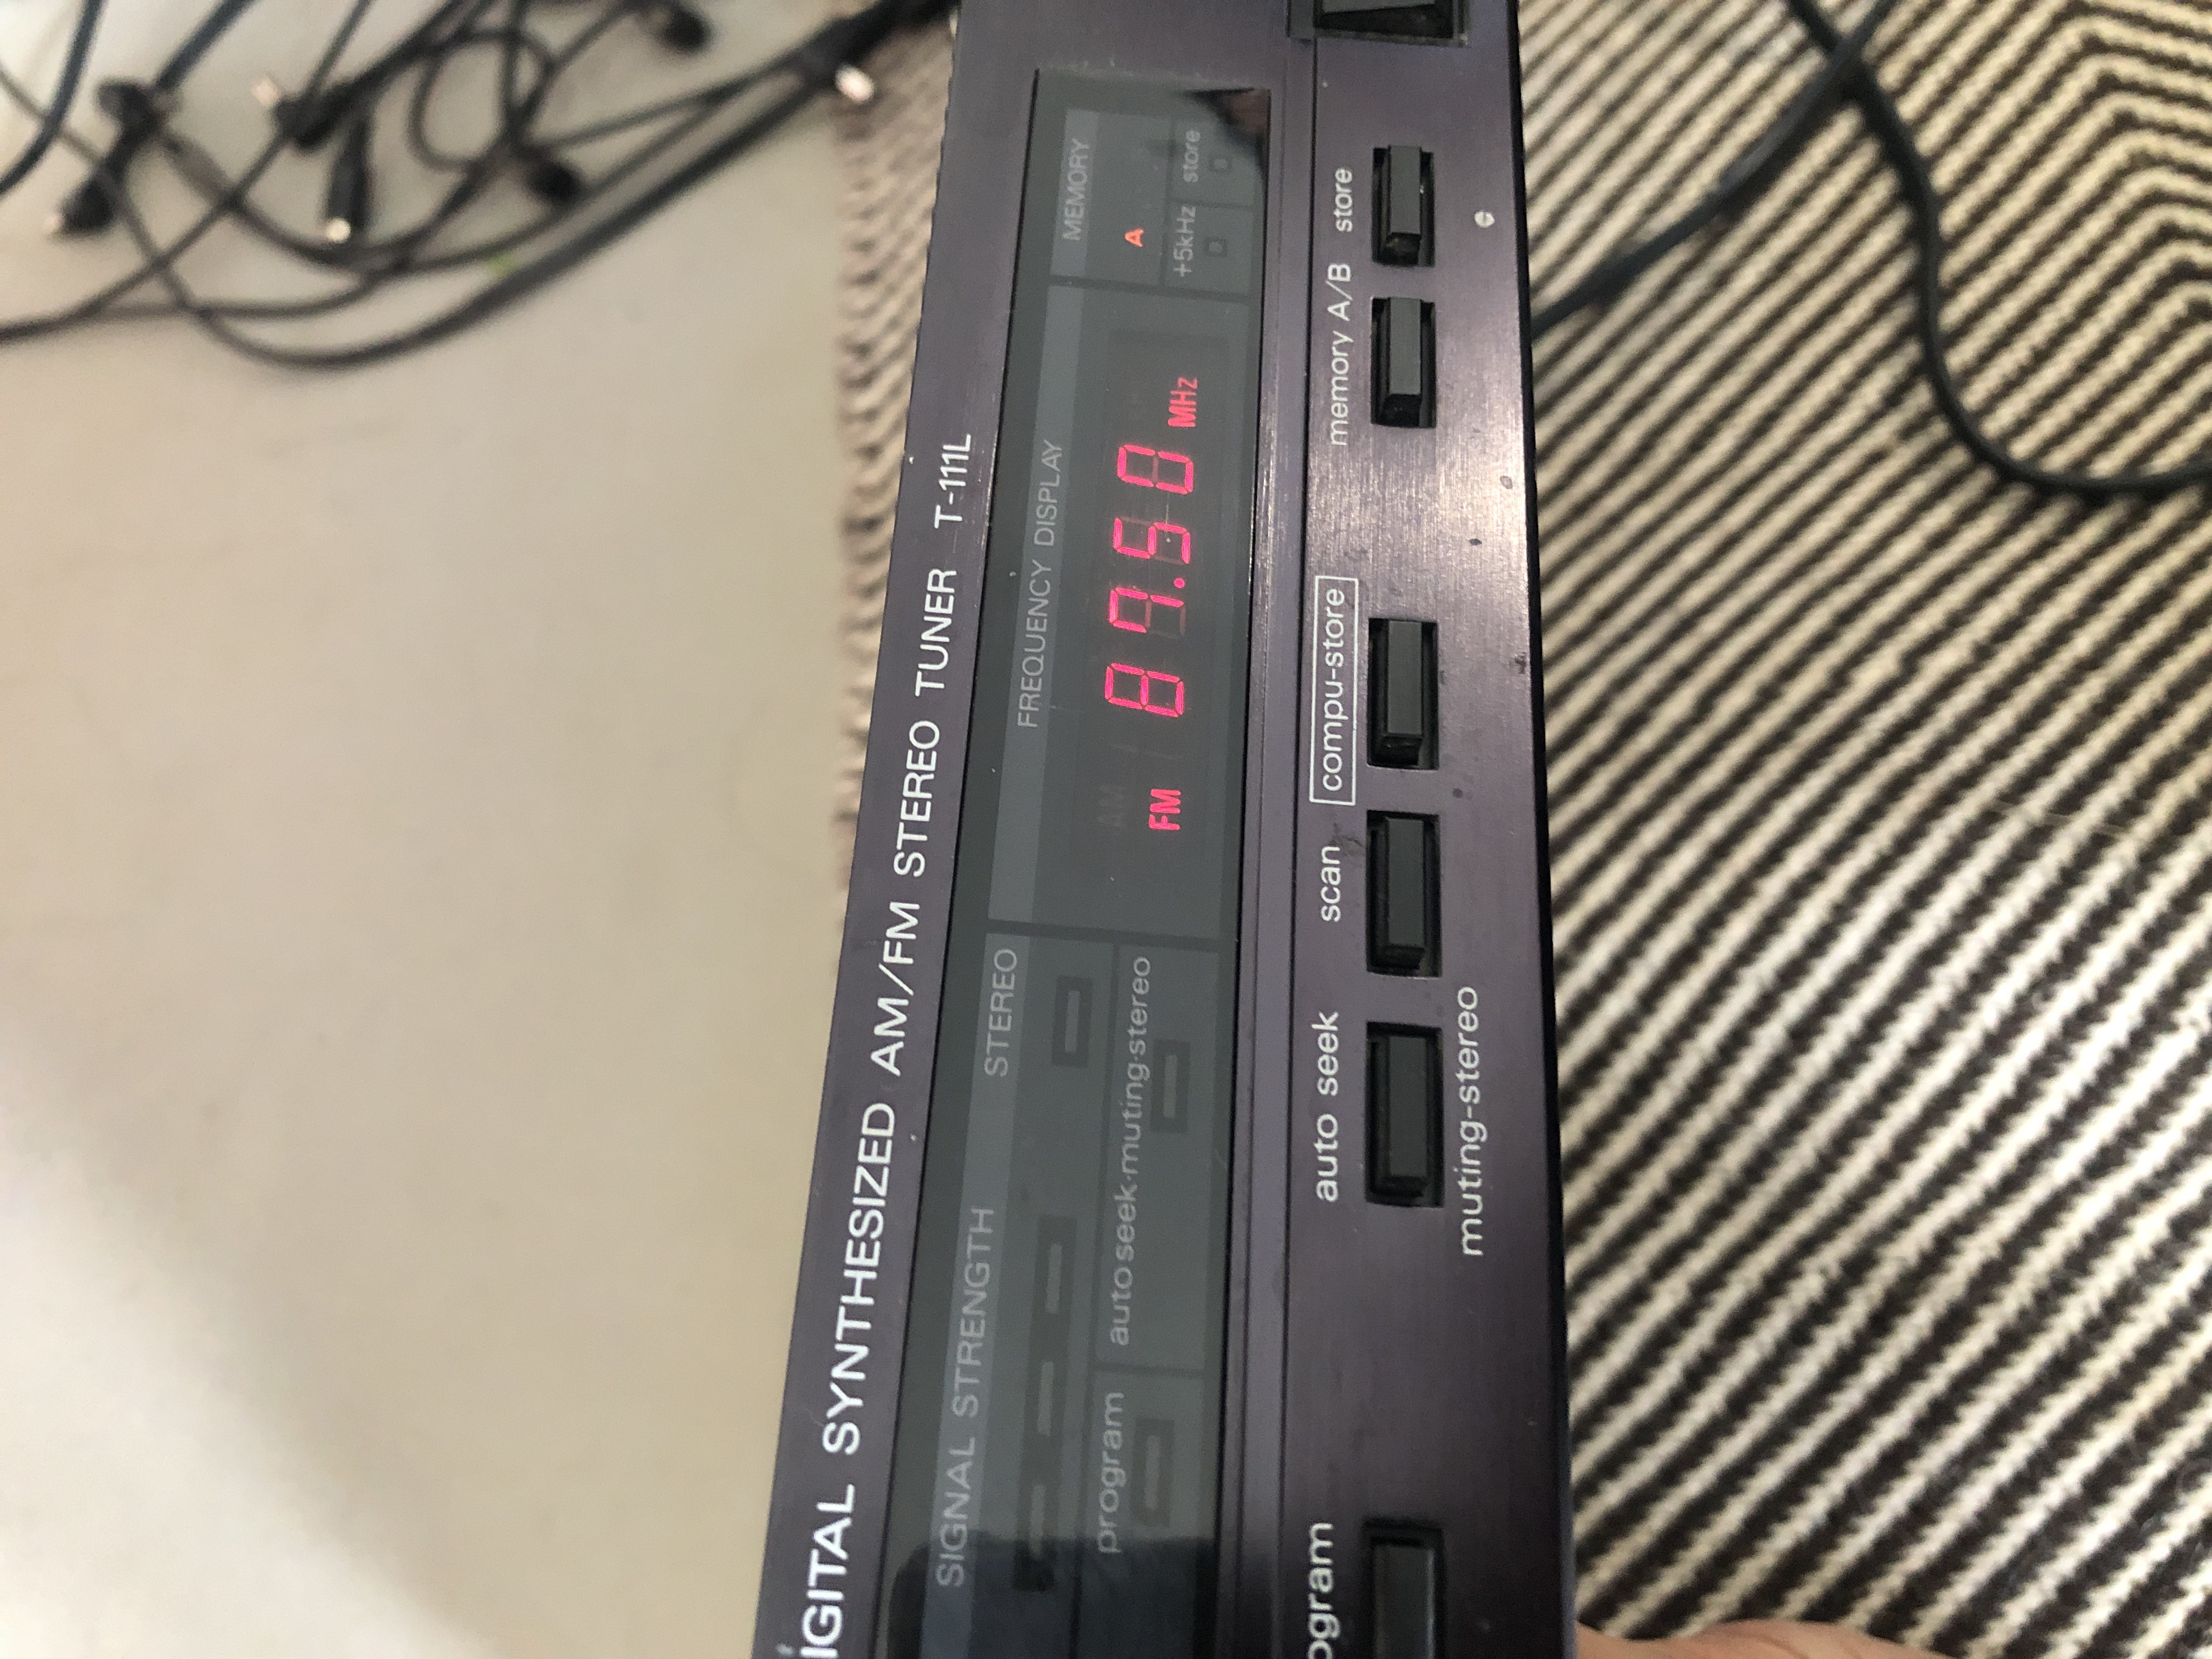 IGITAL SYNTHESIZED AM/FM STEREO TUNER T-111L
SIGNAL STRENGTH STEREO FREQUENCY DISPLAY MEMORY
AM
FM 87.50 MHz A
program auto seek·muting·stereo +5kHz store
ogram auto seek scan compu-store memory A/B store
muting-stereo